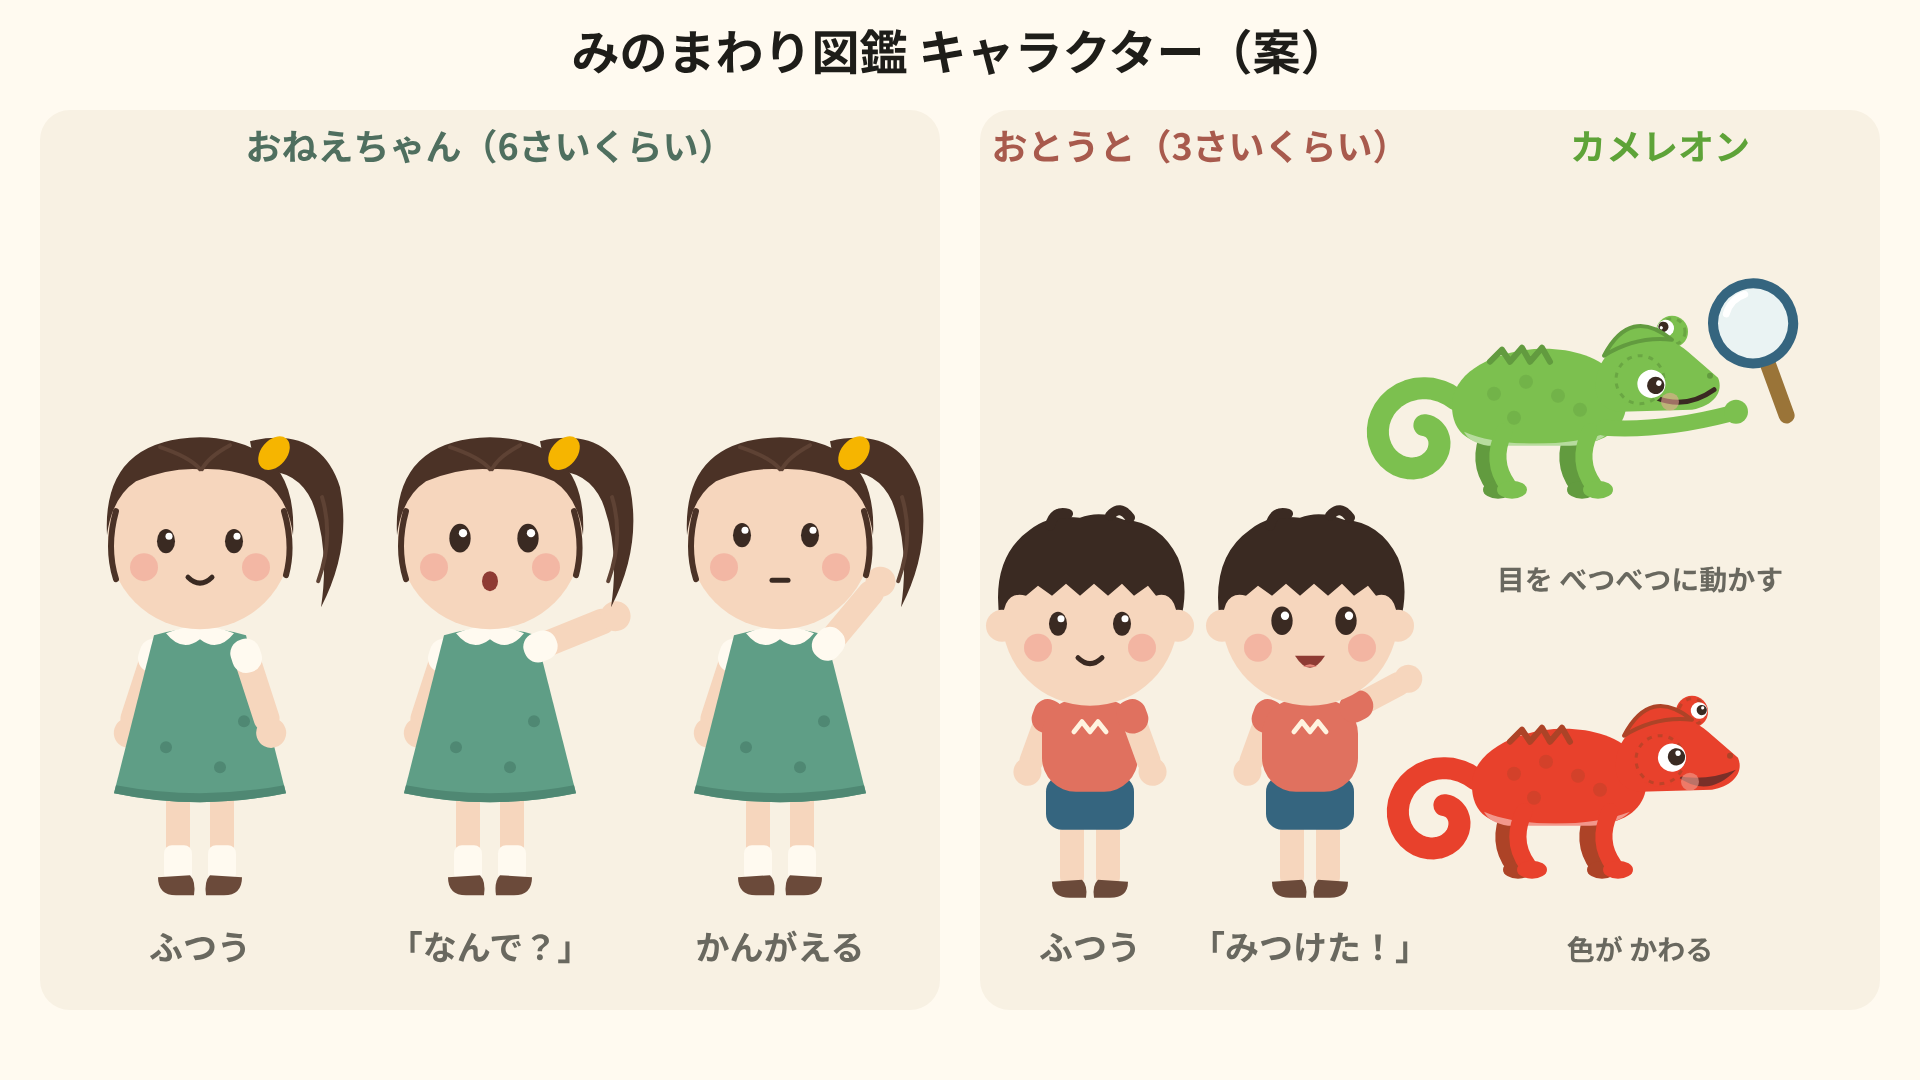 みのまわり図鑑 キャラクター（案）
おねえちゃん（6さいくらい）
ふつう
「なんで？」
かんがえる
おとうと（3さいくらい）
カメレオン
目を べつべつに動かす
ふつう
「みつけた！」
色が かわる